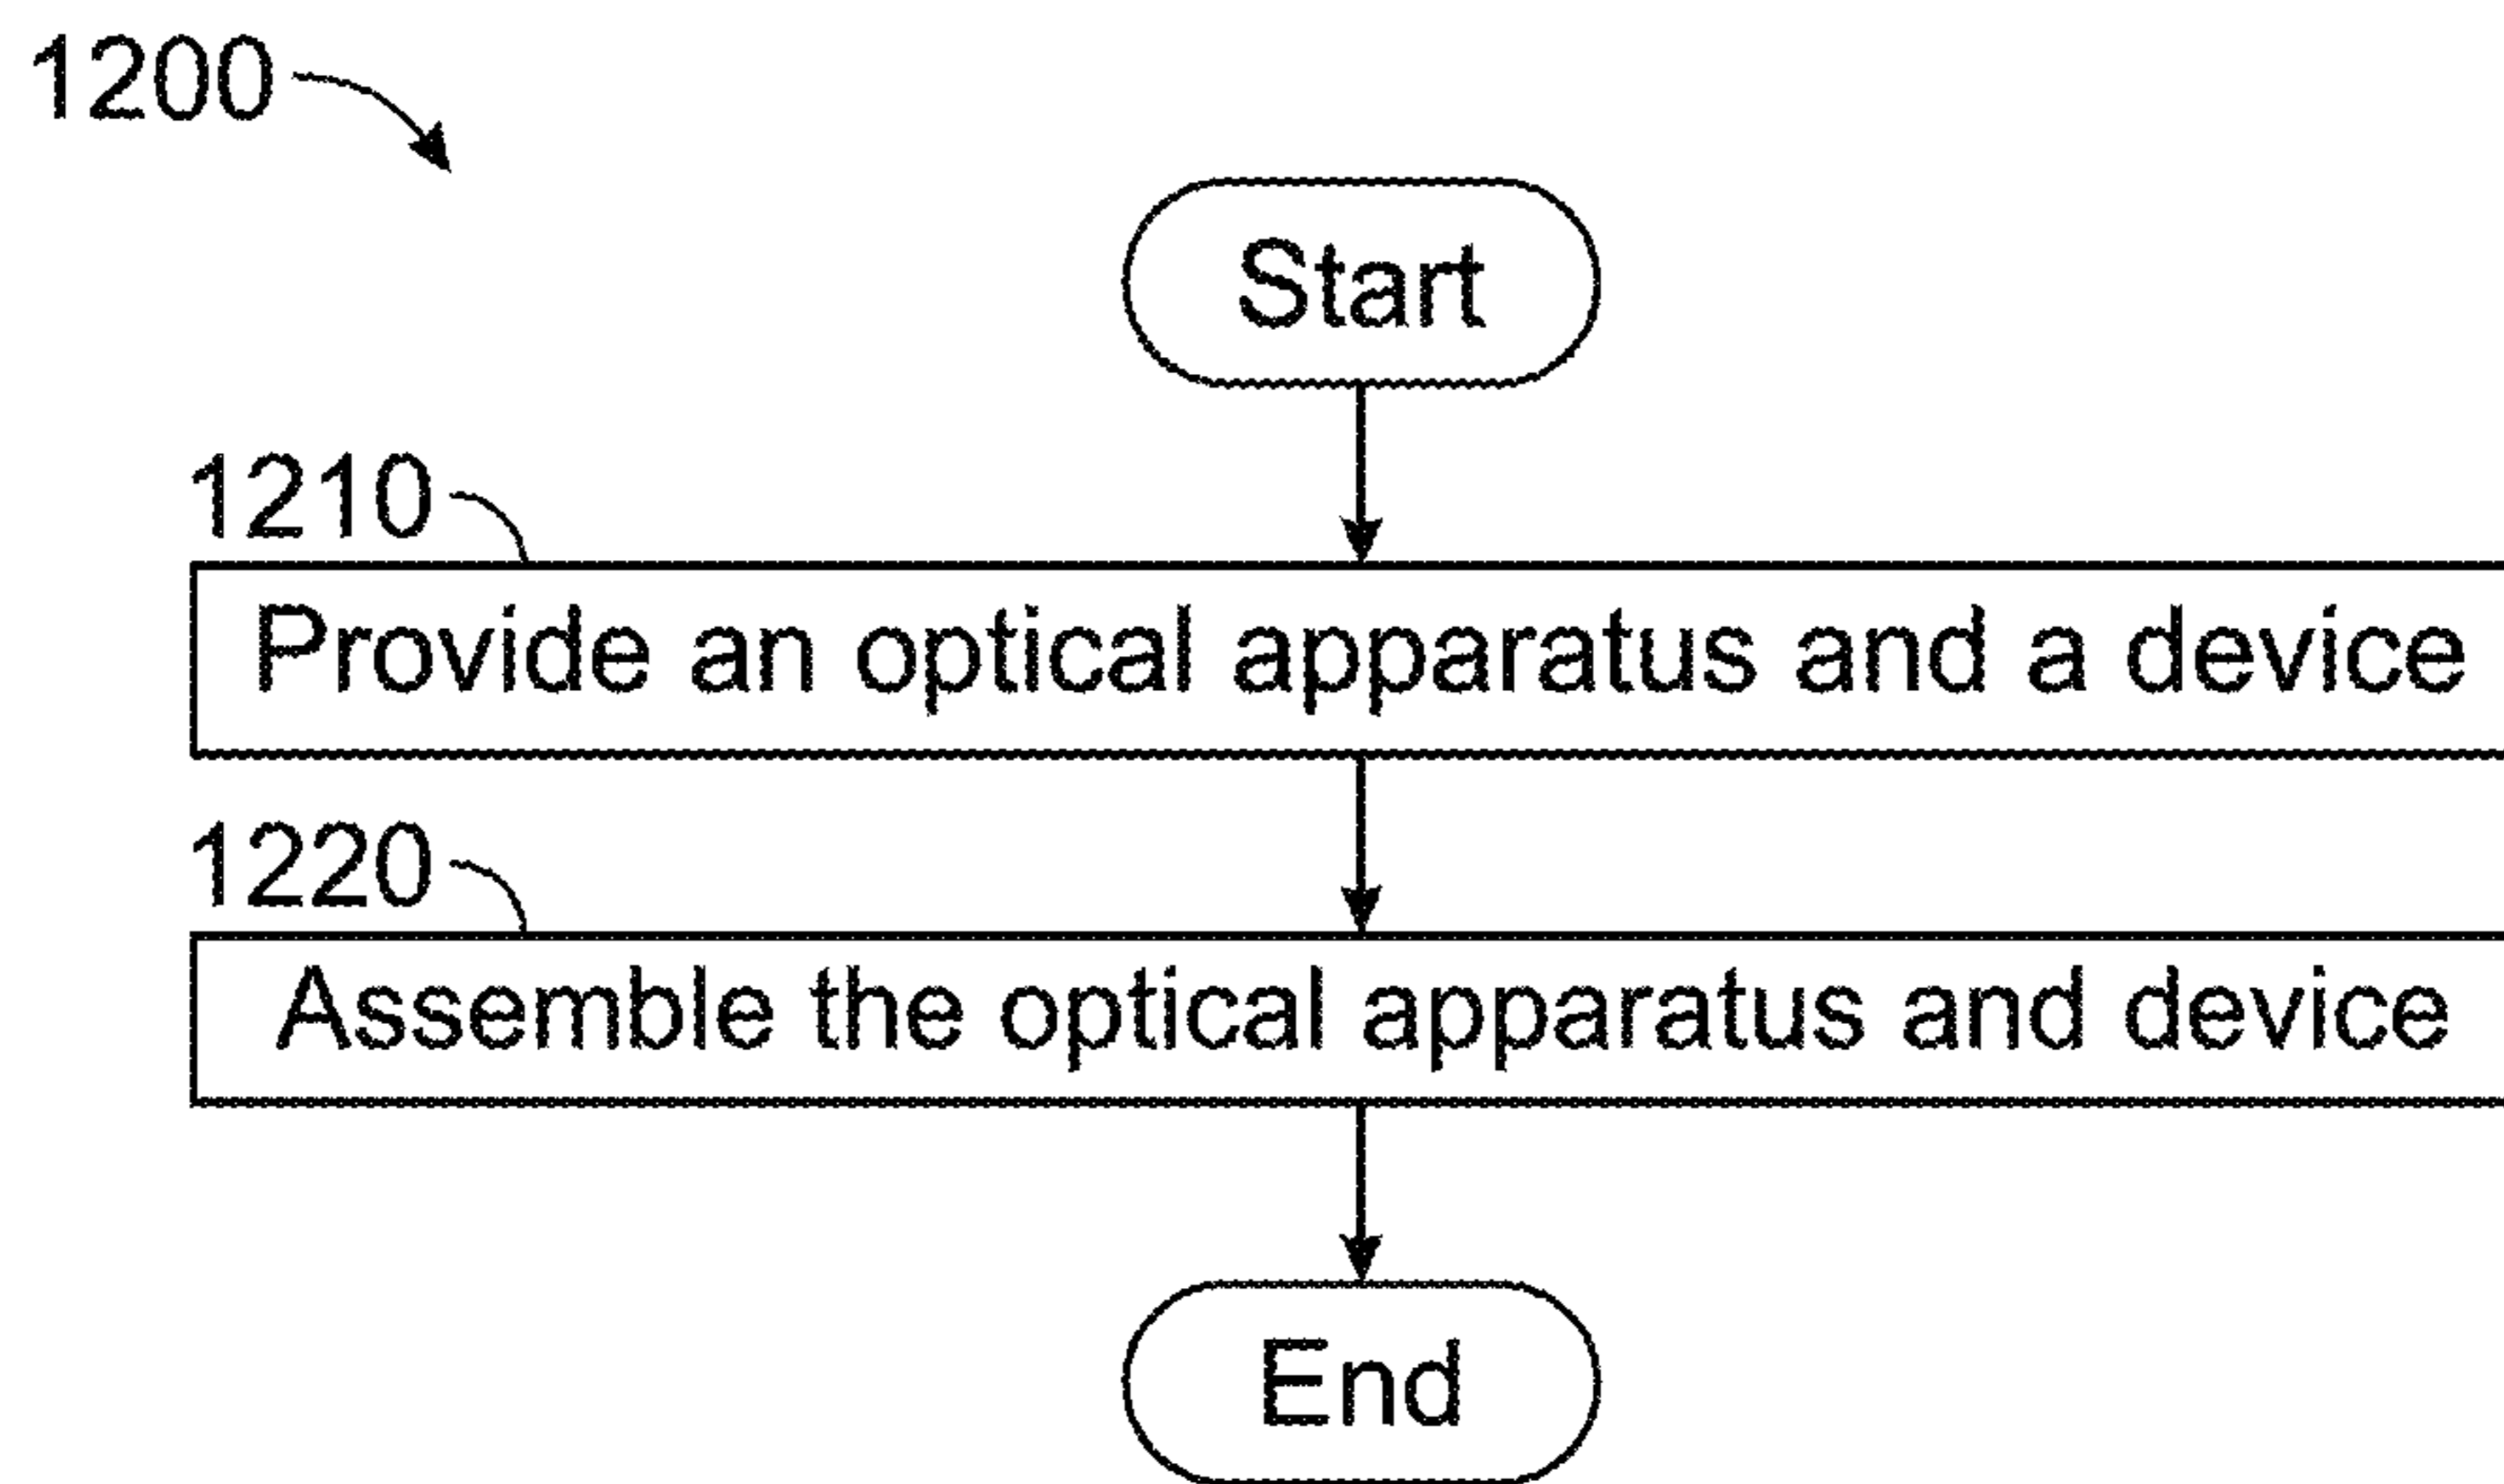 1200
Start
1210
Provide an optical apparatus and a device
1220
Assemble the optical apparatus and device
End